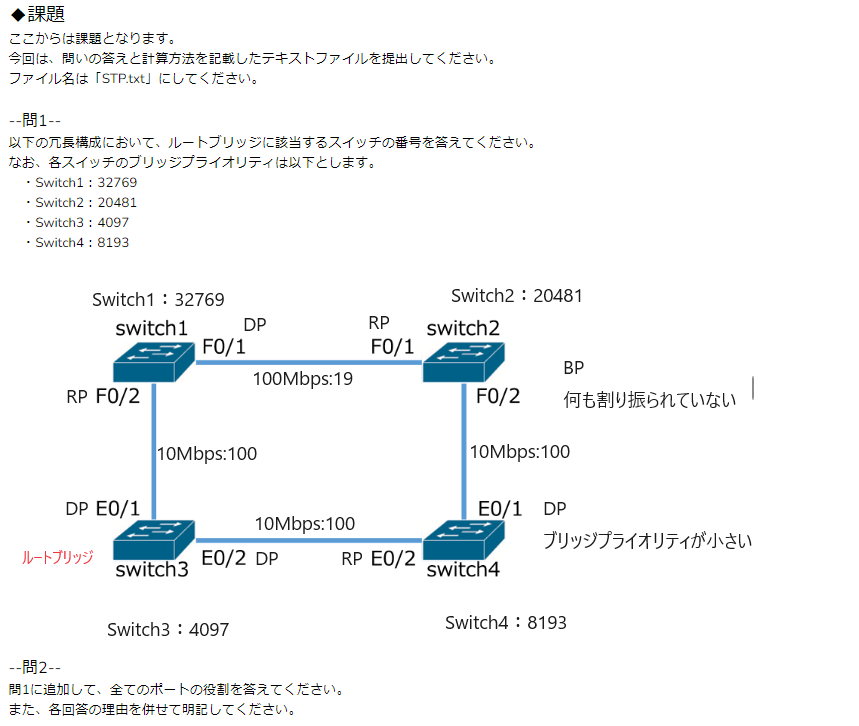 ◆課題
ここからは課題となります。
今回は、問いの答えと計算方法を記載したテキストファイルを提出してください。
ファイル名は「STP.txt」にしてください。
--問1--
以下の冗長構成において、ルートブリッジに該当するスイッチの番号を答えてください。
なお、各スイッチのブリッジプライオリティは以下とします。
・Switch1：32769
・Switch2：20481
・Switch3：4097
・Switch4：8193
Switch1：32769
Switch2：20481
switch1
DP
RP
switch2
F0/1
F0/1
100Mbps:19
BP
RP F0/2
F0/2
何も割り振られていない
10Mbps:100
10Mbps:100
DP E0/1
E0/1 DP
10Mbps:100
ブリッジプライオリティが小さい
ルートブリッジ
E0/2 DP
RP E0/2
switch3
switch4
Switch3：4097
Switch4：8193
--問2--
問1に追加して、全てのポートの役割を答えてください。
また、各回答の理由を併せて明記してください。